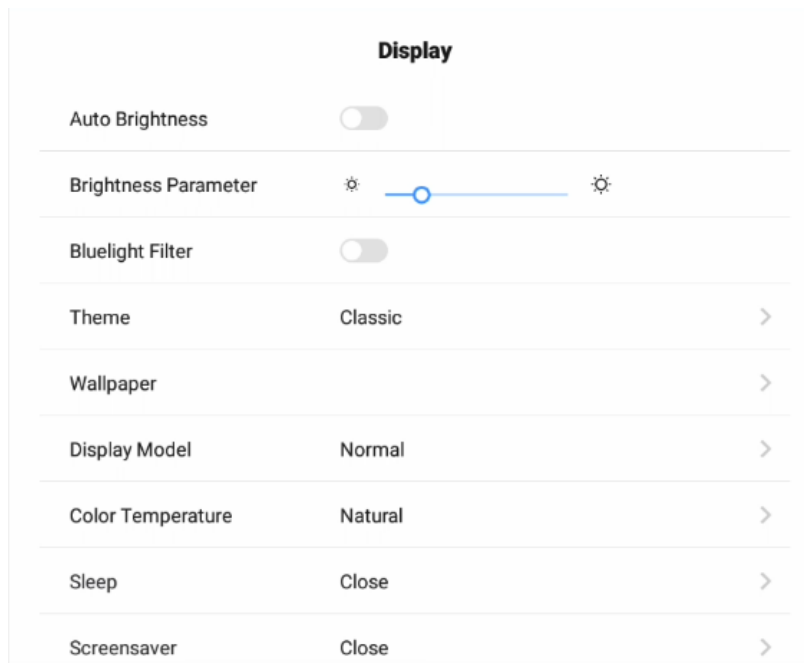 Display
Auto Brightness
Brightness Parameter
Bluelight Filter
Theme Classic
Wallpaper
Display Model Normal
Color Temperature Natural
Sleep Close
Screensaver Close